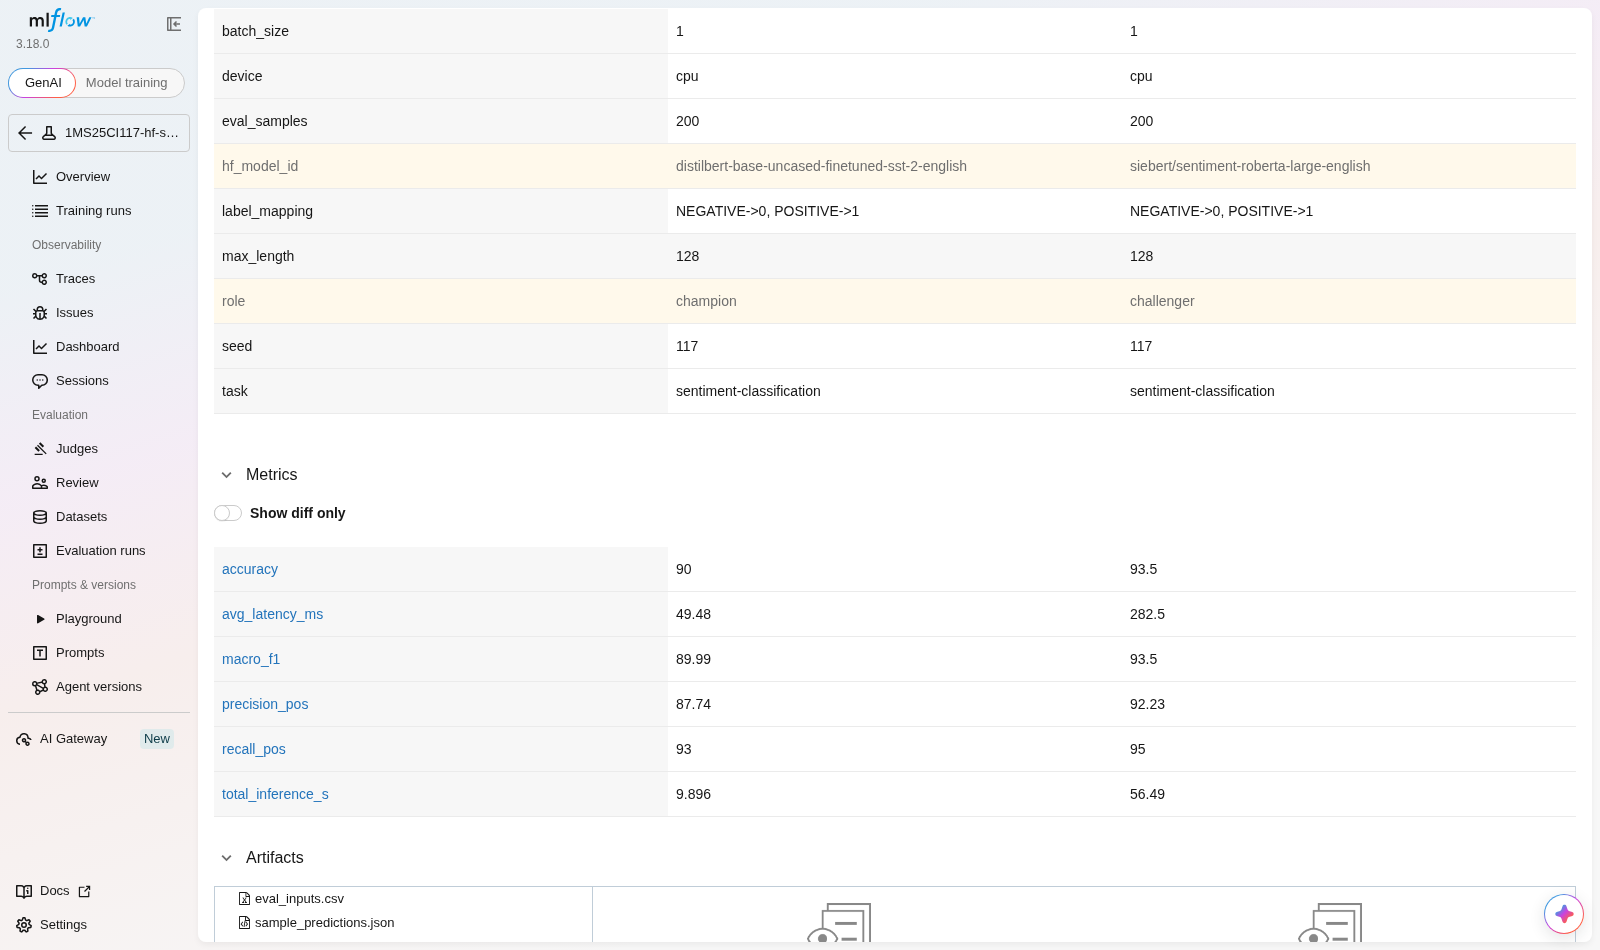 mlflow
3.18.0
GenAI Model training
1MS25CI117-hf-s...
Overview
Training runs
Observability
Traces
Issues
Dashboard
Sessions
Evaluation
Judges
Review
Datasets
Evaluation runs
Prompts & versions
Playground
Prompts
Agent versions
AI Gateway New
Docs
Settings
batch_size 1 1
device cpu cpu
eval_samples 200 200
hf_model_id distilbert-base-uncased-finetuned-sst-2-english siebert/sentiment-roberta-large-english
label_mapping NEGATIVE->0, POSITIVE->1 NEGATIVE->0, POSITIVE->1
max_length 128 128
role champion challenger
seed 117 117
task sentiment-classification sentiment-classification
Metrics
Show diff only
accuracy 90 93.5
avg_latency_ms 49.48 282.5
macro_f1 89.99 93.5
precision_pos 87.74 92.23
recall_pos 93 95
total_inference_s 9.896 56.49
Artifacts
eval_inputs.csv
sample_predictions.json